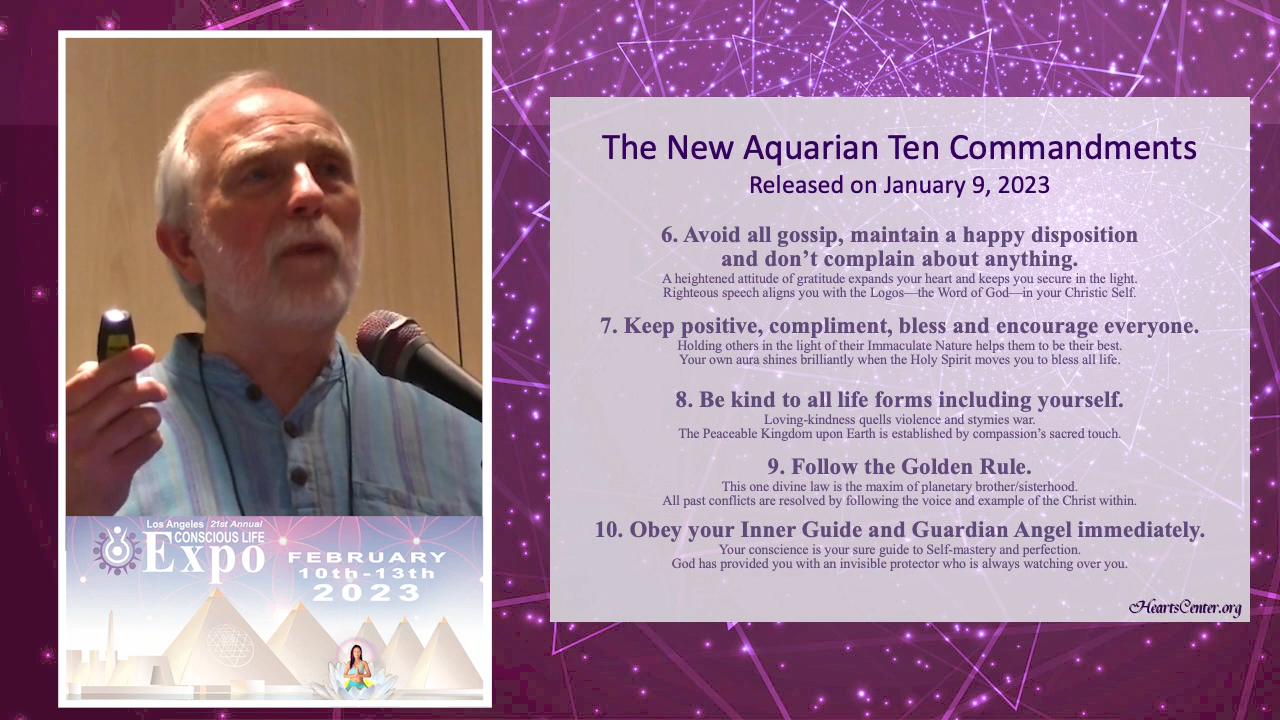 Los Angeles 21st Annual
CONSCIOUS LIFE
Expo
FEBRUARY
10th-13th
2023
The New Aquarian Ten Commandments
Released on January 9, 2023
6. Avoid all gossip, maintain a happy disposition
and don’t complain about anything.
A heightened attitude of gratitude expands your heart and keeps you secure in the light.
Righteous speech aligns you with the Logos—the Word of God—in your Christic Self.
7. Keep positive, compliment, bless and encourage everyone.
Holding others in the light of their Immaculate Nature helps them to be their best.
Your own aura shines brilliantly when the Holy Spirit moves you to bless all life.
8. Be kind to all life forms including yourself.
Loving-kindness quells violence and stymies war.
The Peaceable Kingdom upon Earth is established by compassion’s sacred touch.
9. Follow the Golden Rule.
This one divine law is the maxim of planetary brother/sisterhood.
All past conflicts are resolved by following the voice and example of the Christ within.
10. Obey your Inner Guide and Guardian Angel immediately.
Your conscience is your sure guide to Self-mastery and perfection.
God has provided you with an invisible protector who is always watching over you.
HeartsCenter.org